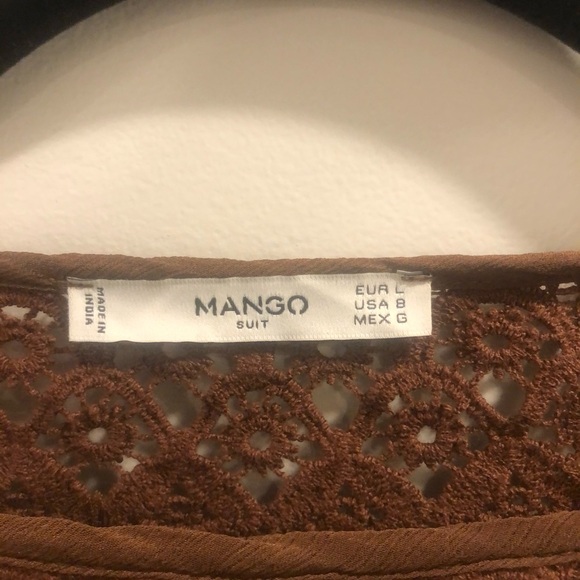 MADE IN
INDIA
MANGO
SUIT
EUR L
USA 8
MEX G